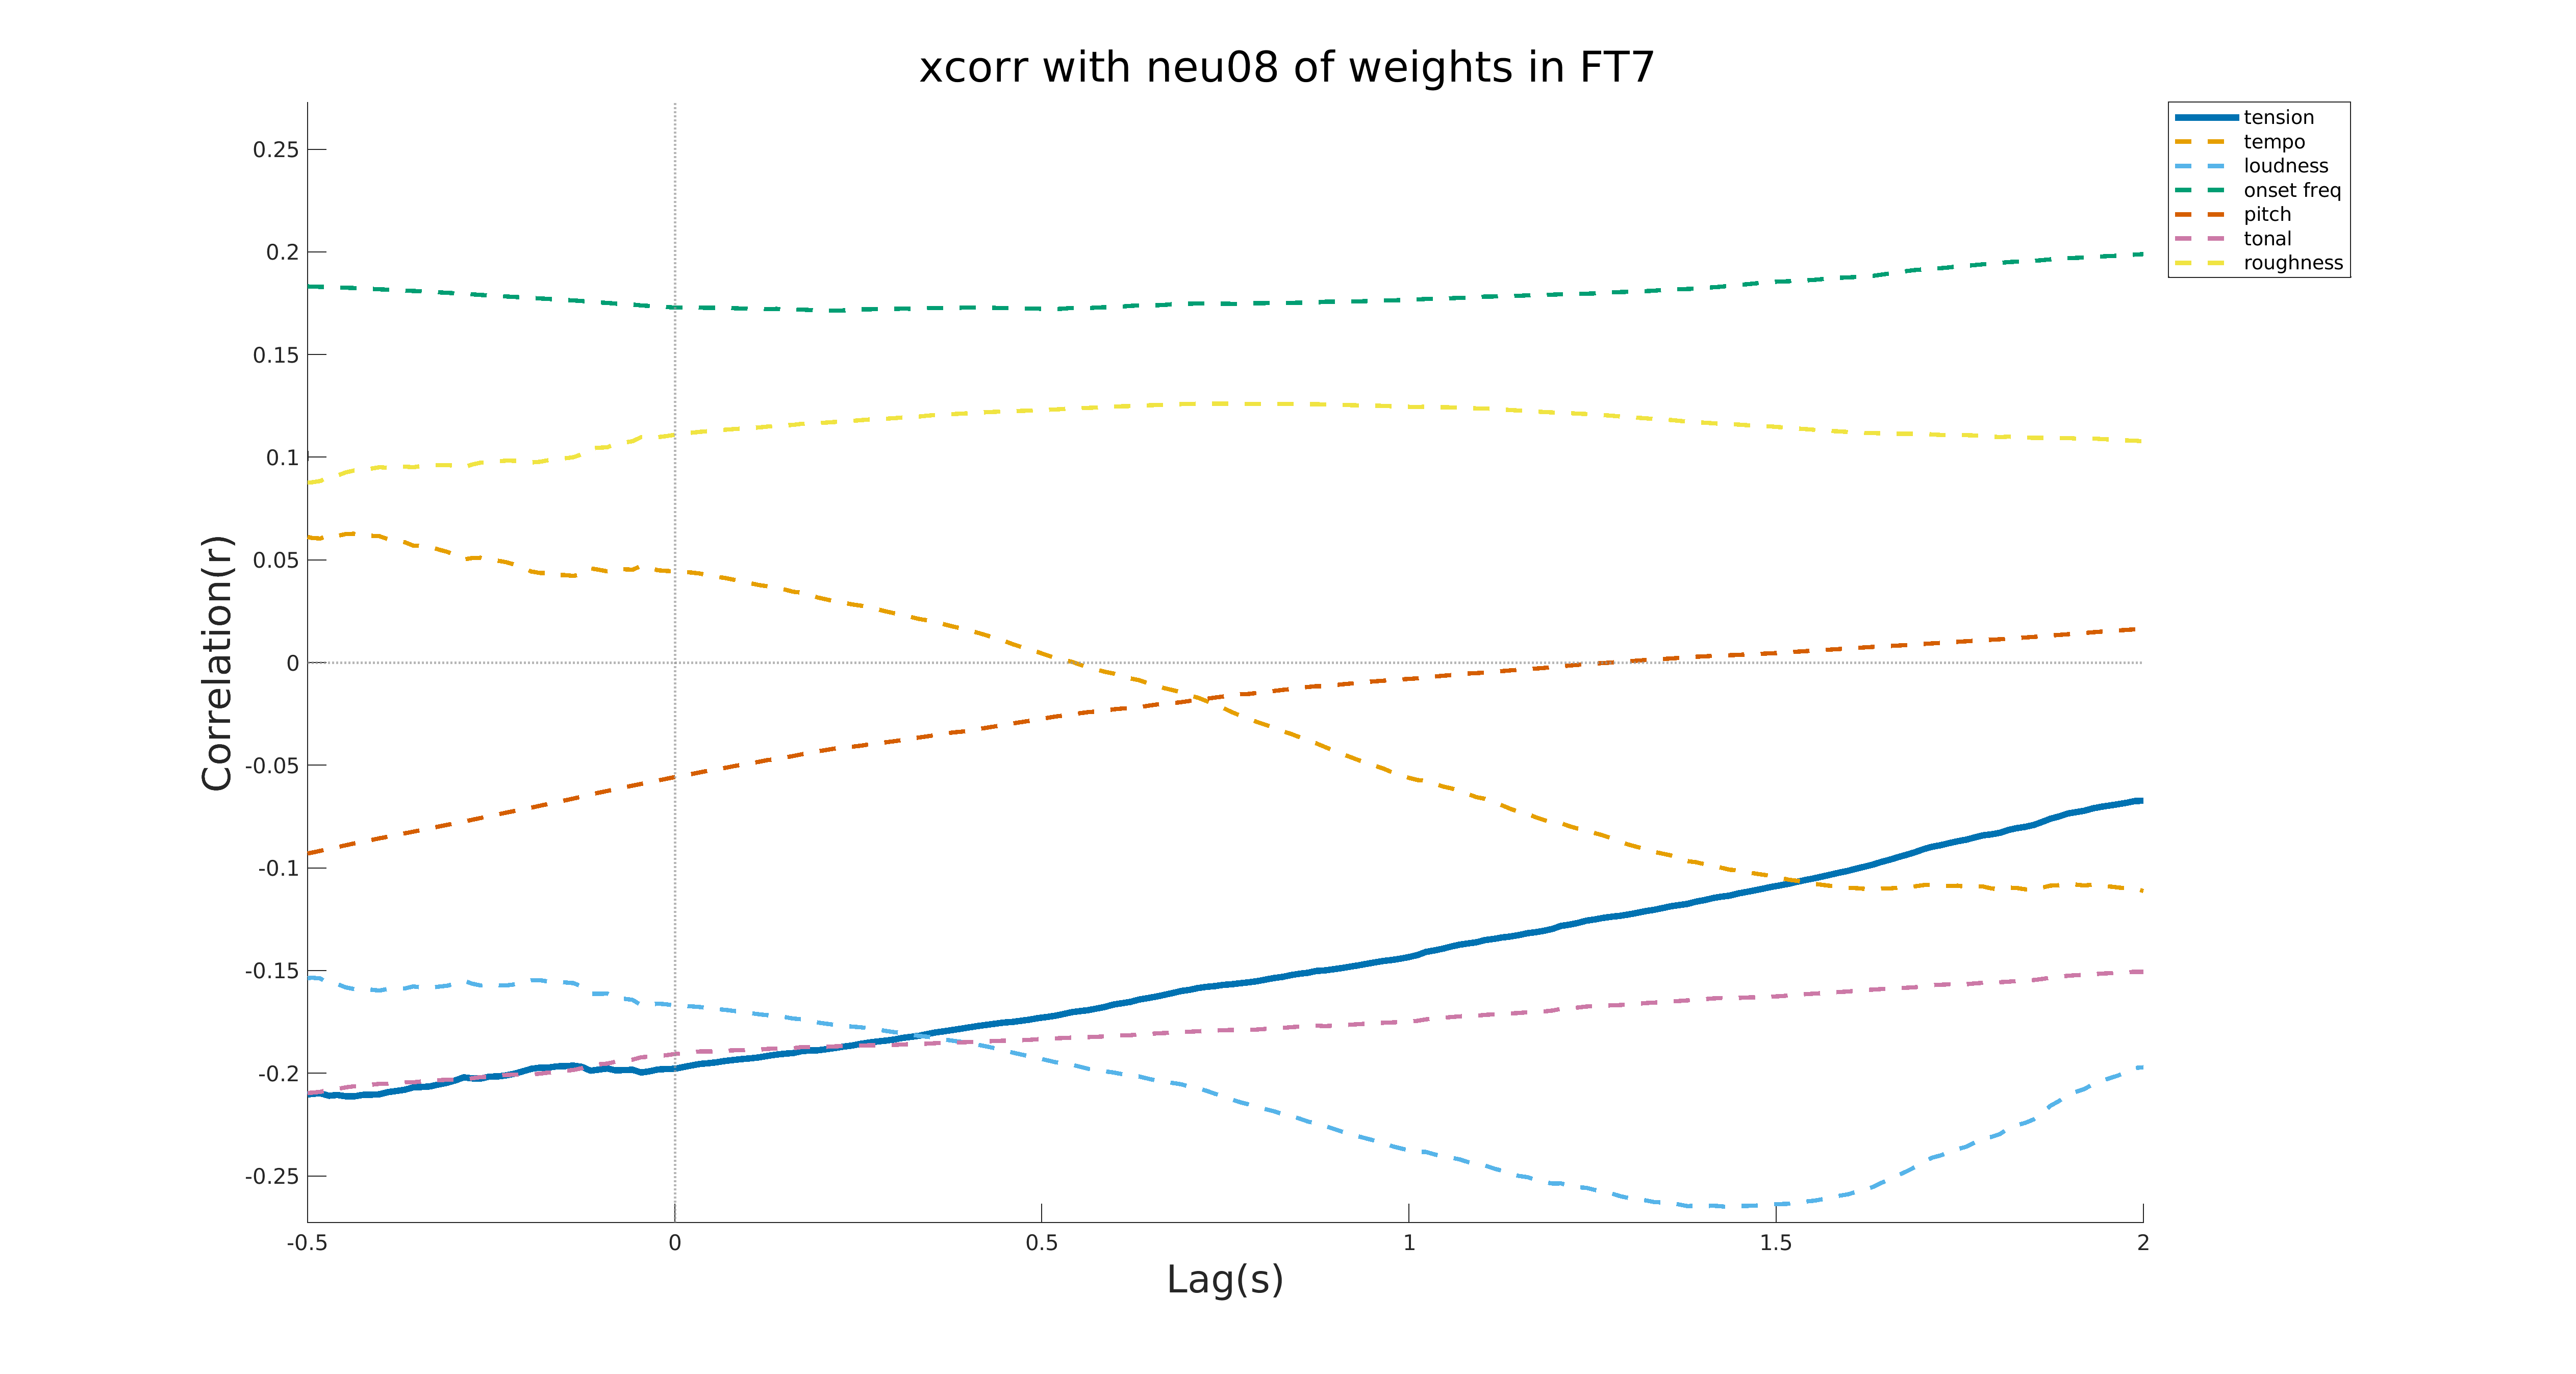 xcorr with neu08 of weights in FT7
tension
tempo
loudness
onset freq
pitch
tonal
roughness
Correlation(r)
0.25
0.2
0.15
0.1
0.05
0
-0.05
-0.1
-0.15
-0.2
-0.25
-0.5
0
0.5
1
1.5
2
Lag(s)